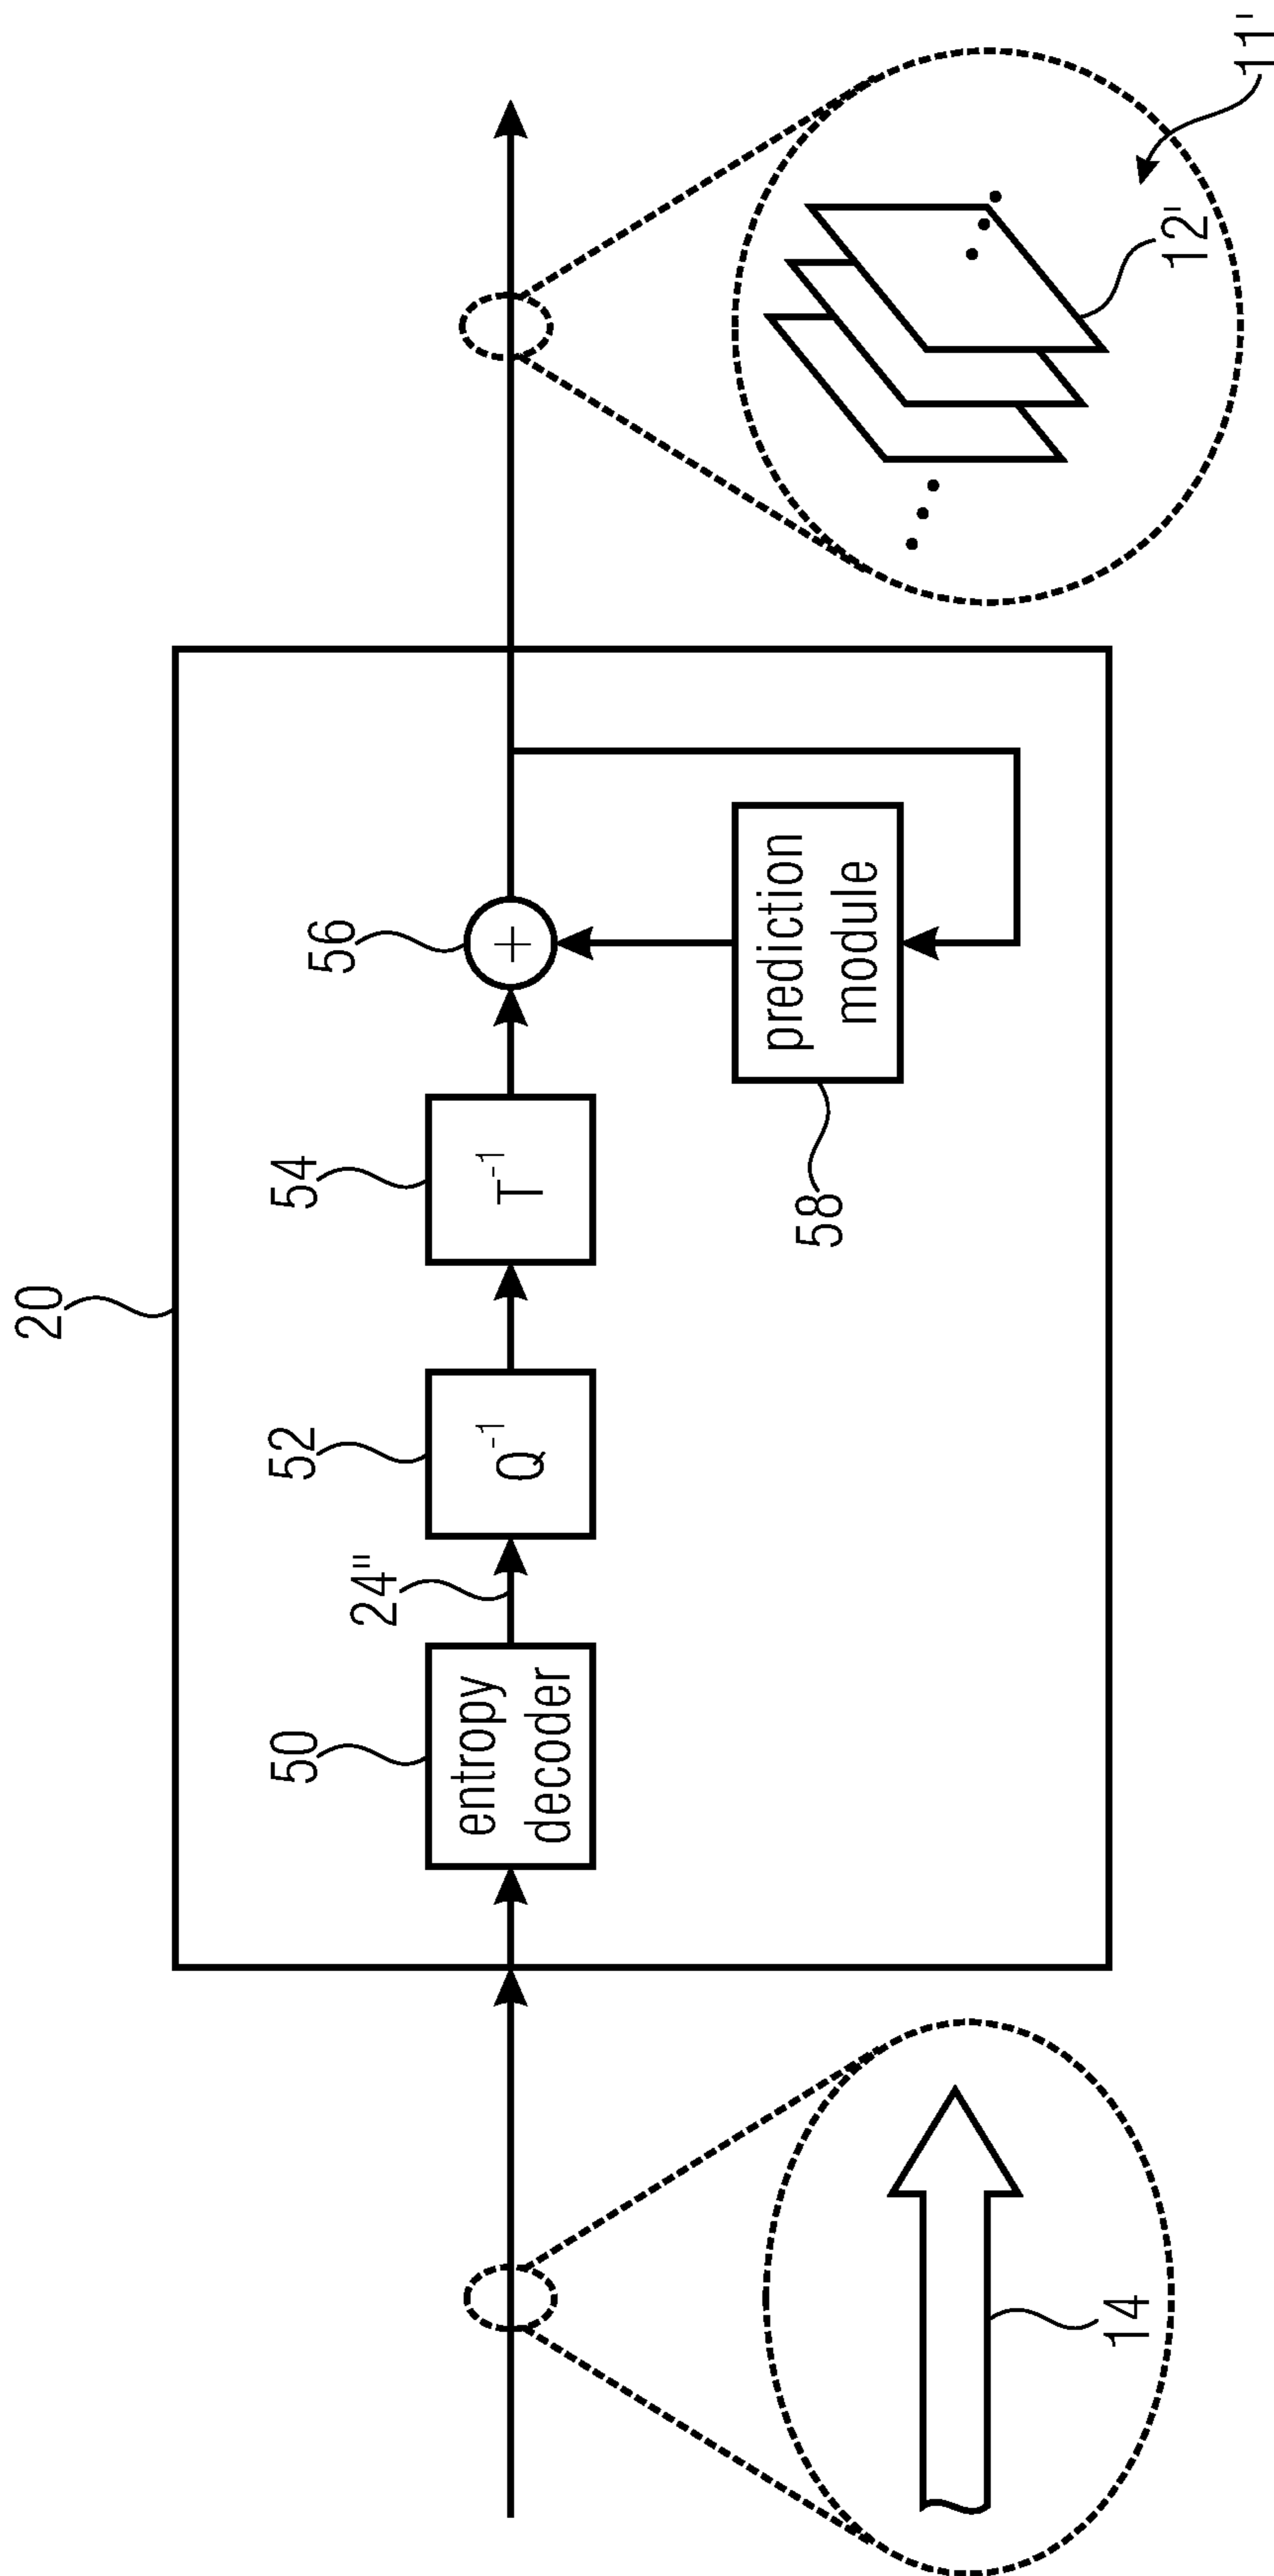 20
50
entropy
decoder
24"
52
Q-1
54
T-1
56
+
58
prediction
module
14
12'
11'